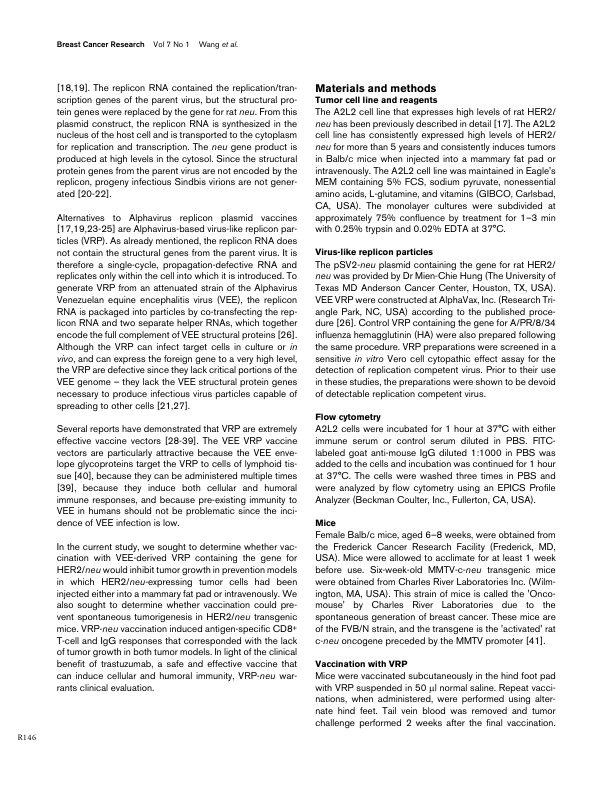 Breast Cancer Research Vol 7 No 1 Wang et al.
[18,19]. The replicon RNA contained the replication/tran-
scription genes of the parent virus, but the structural pro-
tein genes were replaced by the gene for rat neu. From this
plasmid construct, the replicon RNA is synthesized in the
nucleus of the host cell and is transported to the cytoplasm
for replication and transcription. The neu gene product is
produced at high levels in the cytosol. Since the structural
protein genes from the parent virus are not encoded by the
replicon, progeny infectious Sindbis virions are not gener-
ated [20-22].
Alternatives to Alphavirus replicon plasmid vaccines
[17,19,23-25] are Alphavirus-based virus-like replicon par-
ticles (VRP). As already mentioned, the replicon RNA does
not contain the structural genes from the parent virus. It is
therefore a single-cycle, propagation-defective RNA and
replicates only within the cell into which it is introduced. To
generate VRP from an attenuated strain of the Alphavirus
Venezuelan equine encephalitis virus (VEE), the replicon
RNA is packaged into particles by co-transfecting the rep-
licon RNA and two separate helper RNAs, which together
encode the full complement of VEE structural proteins [26].
Although the VRP can infect target cells in culture or in
vivo, and can express the foreign gene to a very high level,
the VRP are defective since they lack critical portions of the
VEE genome – they lack the VEE structural protein genes
necessary to produce infectious virus particles capable of
spreading to other cells [21,27].
Several reports have demonstrated that VRP are extremely
effective vaccine vectors [28-39]. The VEE VRP vaccine
vectors are particularly attractive because the VEE enve-
lope glycoproteins target the VRP to cells of lymphoid tis-
sue [40], because they can be administered multiple times
[39], because they induce both cellular and humoral
immune responses, and because pre-existing immunity to
VEE in humans should not be problematic since the inci-
dence of VEE infection is low.
In the current study, we sought to determine whether vac-
cination with VEE-derived VRP containing the gene for
HER2/neu would inhibit tumor growth in prevention models
in which HER2/neu-expressing tumor cells had been
injected either into a mammary fat pad or intravenously. We
also sought to determine whether vaccination could pre-
vent spontaneous tumorigenesis in HER2/neu transgenic
mice. VRP-neu vaccination induced antigen-specific CD8+
T-cell and IgG responses that corresponded with the lack
of tumor growth in both tumor models. In light of the clinical
benefit of trastuzumab, a safe and effective vaccine that
can induce cellular and humoral immunity, VRP-neu war-
rants clinical evaluation.
Materials and methods
Tumor cell line and reagents
The A2L2 cell line that expresses high levels of rat HER2/
neu has been previously described in detail [17]. The A2L2
cell line has consistently expressed high levels of HER2/
neu for more than 5 years and consistently induces tumors
in Balb/c mice when injected into a mammary fat pad or
intravenously. The A2L2 cell line was maintained in Eagle's
MEM containing 5% FCS, sodium pyruvate, nonessential
amino acids, L-glutamine, and vitamins (GIBCO, Carlsbad,
CA, USA). The monolayer cultures were subdivided at
approximately 75% confluence by treatment for 1–3 min
with 0.25% trypsin and 0.02% EDTA at 37°C.
Virus-like replicon particles
The pSV2-neu plasmid containing the gene for rat HER2/
neu was provided by Dr Mien-Chie Hung (The University of
Texas MD Anderson Cancer Center, Houston, TX, USA).
VEE VRP were constructed at AlphaVax, Inc. (Research Tri-
angle Park, NC, USA) according to the published proce-
dure [26]. Control VRP containing the gene for A/PR/8/34
influenza hemagglutinin (HA) were also prepared following
the same procedure. VRP preparations were screened in a
sensitive in vitro Vero cell cytopathic effect assay for the
detection of replication competent virus. Prior to their use
in these studies, the preparations were shown to be devoid
of detectable replication competent virus.
Flow cytometry
A2L2 cells were incubated for 1 hour at 37°C with either
immune serum or control serum diluted in PBS. FITC-
labeled goat anti-mouse IgG diluted 1:1000 in PBS was
added to the cells and incubation was continued for 1 hour
at 37°C. The cells were washed three times in PBS and
were analyzed by flow cytometry using an EPICS Profile
Analyzer (Beckman Coulter, Inc., Fullerton, CA, USA).
Mice
Female Balb/c mice, aged 6–8 weeks, were obtained from
the Frederick Cancer Research Facility (Frederick, MD,
USA). Mice were allowed to acclimate for at least 1 week
before use. Six-week-old MMTV-c-neu transgenic mice
were obtained from Charles River Laboratories Inc. (Wilm-
ington, MA, USA). This strain of mice is called the 'Onco-
mouse' by Charles River Laboratories due to the
spontaneous generation of breast cancer. These mice are
of the FVB/N strain, and the transgene is the 'activated' rat
c-neu oncogene preceded by the MMTV promoter [41].
Vaccination with VRP
Mice were vaccinated subcutaneously in the hind foot pad
with VRP suspended in 50 µl normal saline. Repeat vacci-
nations, when administered, were performed using alter-
nate hind feet. Tail vein blood was removed and tumor
challenge performed 2 weeks after the final vaccination.
R146